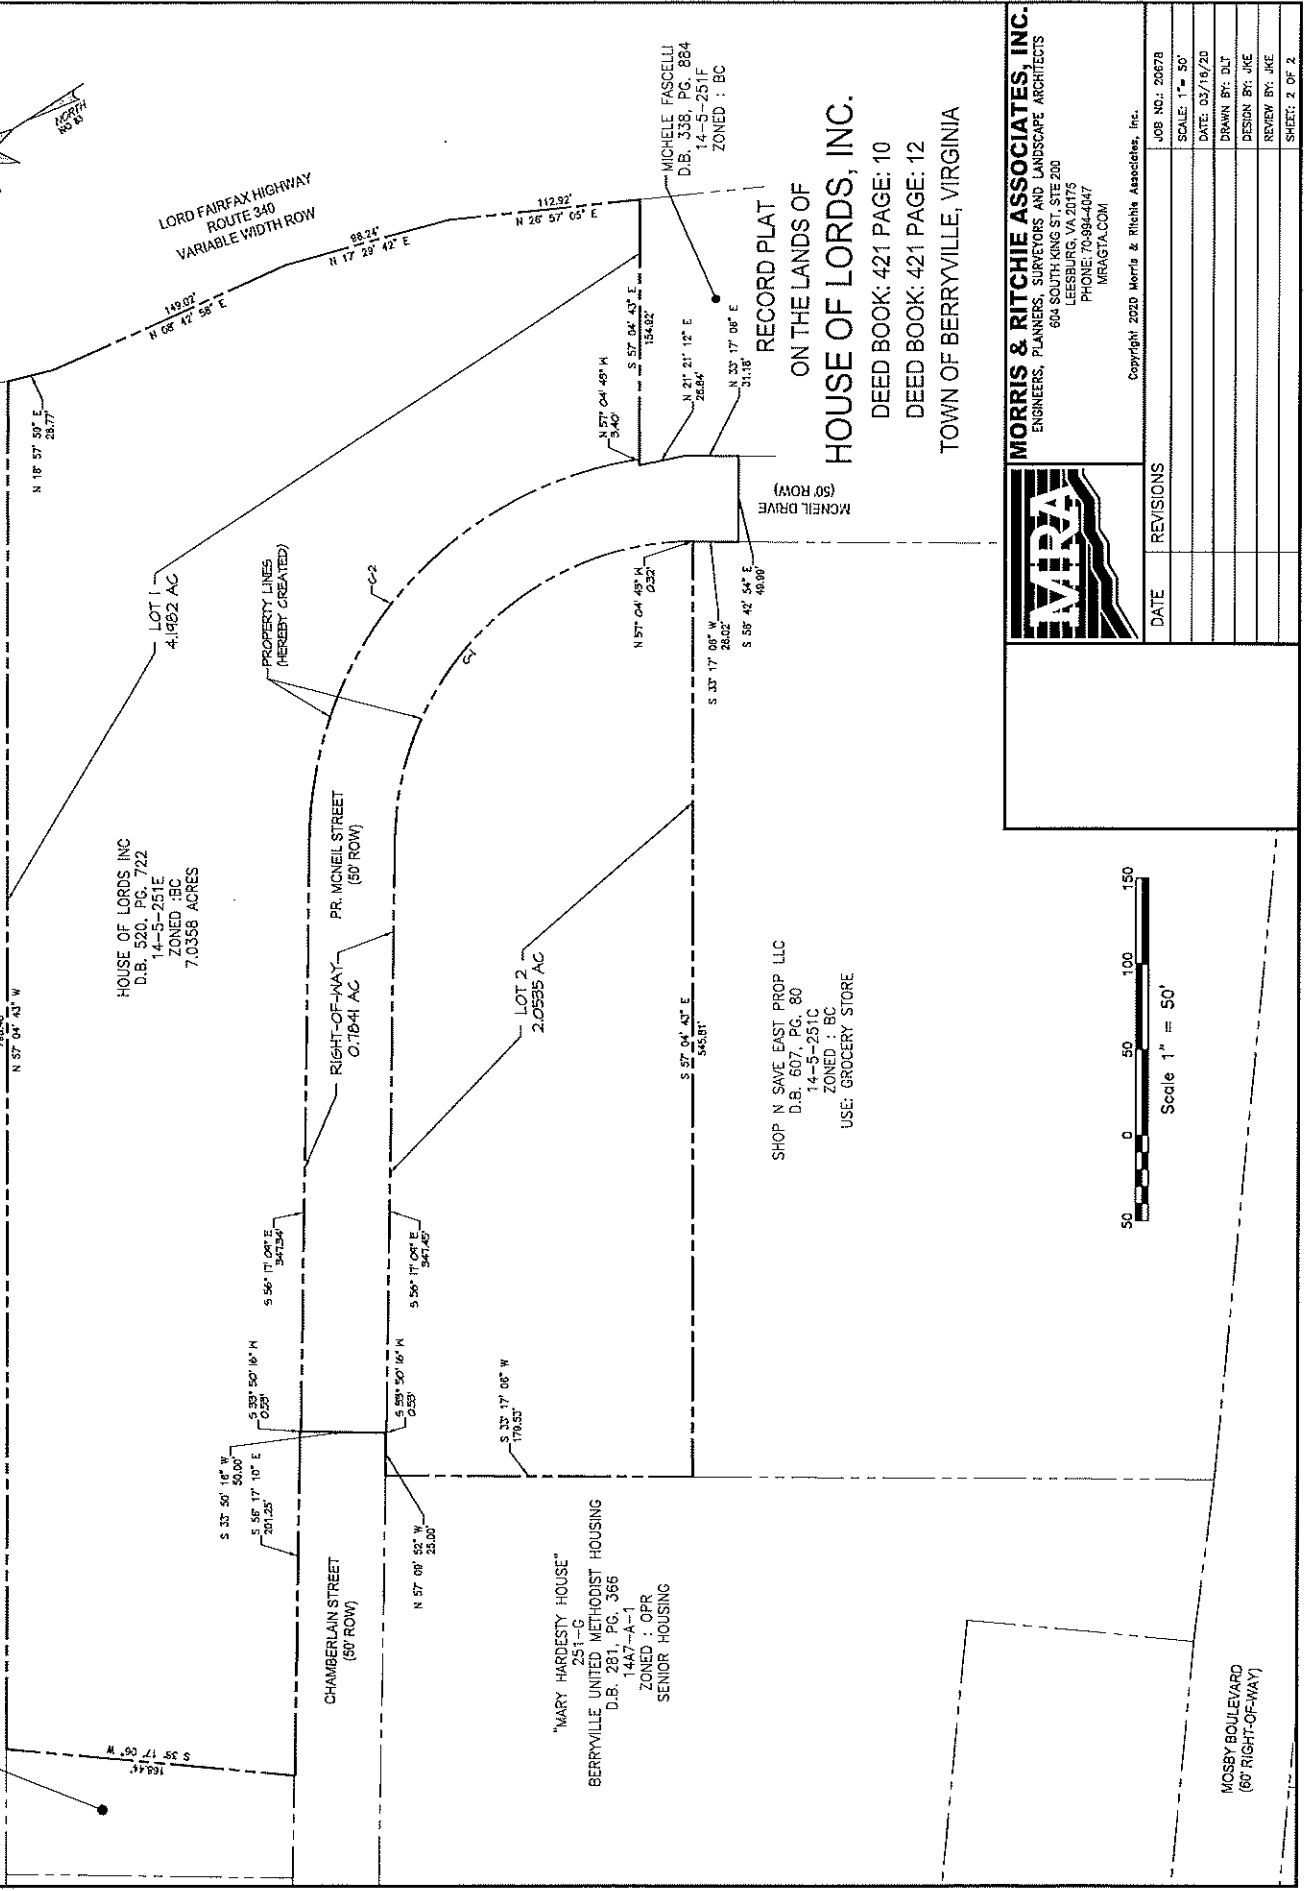 NORTH
LORD FAIRFAX HIGHWAY
ROUTE 340
VARIABLE WIDTH ROW
N 18° 57' 59" E
28.77'
149.02'
N 08° 42' 58" E
98.24'
N 17° 29' 42" E
112.92'
N 26° 57' 05" E
N 57° 04' 43" W
LOT 1
4.1982 AC
HOUSE OF LORDS INC
D.B. 520, PG. 722
14-5-251E
ZONED :BC
7.0358 ACRES
PROPERTY LINES
(HEREBY CREATED)
C-2
C-1
MICHELE FASCELLI
D.B. 338, PG. 884
14-5-251F
ZONED : BC
S 57° 04' 43" E
154.92'
N 57° 04' 45" W
3.40'
N 21° 21' 12" E
28.84'
N 33° 17' 08" E
31.18'
MCNEIL DRIVE
(50' ROW)
N 57° 04' 45" W
0.32'
S 33° 17' 06" W
26.02'
S 58° 42' 54" E
49.99'
PR. MCNEIL STREET
(50' ROW)
RIGHT-OF-WAY
0.7841 AC
LOT 2
2.0535 AC
S 57° 04' 43" E
545.81'
S 56° 17' 09" E
347.34'
S 56° 17' 09" E
347.45'
S 33° 50' 16" W
0.53'
S 33° 50' 16" W
0.53'
S 33° 50' 16" W
50.00'
S 56° 17' 10" E
201.25'
N 57° 09' 52" W
25.00'
S 33° 17' 06" W
179.53'
S 39° 17' 06" W
168.44'
CHAMBERLAIN STREET
(50' ROW)
"MARY HARDESTY HOUSE"
251-G
BERRYVILLE UNITED METHODIST HOUSING
D.B. 281, PG. 366
14A7-A-1
ZONED : OPR
SENIOR HOUSING
SHOP N SAVE EAST PROP LLC
D.B. 607, PG. 80
14-5-251C
ZONED : BC
USE: GROCERY STORE
MOSBY BOULEVARD
(60' RIGHT-OF-WAY)
50 0 50 100 150
Scale 1" = 50'
RECORD PLAT
ON THE LANDS OF
HOUSE OF LORDS, INC.
DEED BOOK: 421 PAGE: 10
DEED BOOK: 421 PAGE: 12
TOWN OF BERRYVILLE, VIRGINIA
MRA
MORRIS & RITCHIE ASSOCIATES, INC.
ENGINEERS, PLANNERS, SURVEYORS AND LANDSCAPE ARCHITECTS
604 SOUTH KING ST, STE 200
LEESBURG, VA 20175
PHONE: 70-994-4047
MRAGTA.COM
Copyright 2020 Morris & Ritchie Associates, Inc.
DATE REVISIONS
JOB NO.: 20678
SCALE: 1"= 50'
DATE: 03/16/20
DRAWN BY: DLT
DESIGN BY: JKE
REVIEW BY: JKE
SHEET: 2 OF 2